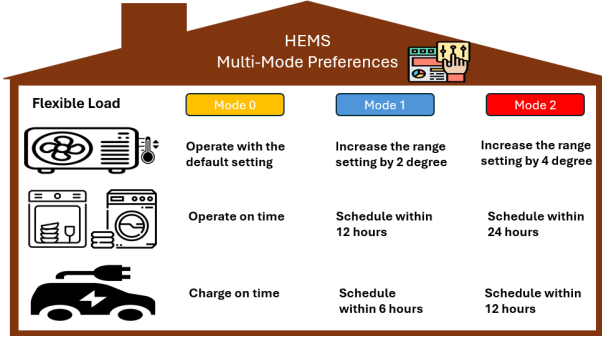 HEMS
Multi-Mode Preferences
Flexible Load
Mode 0
Mode 1
Mode 2
Operate with the
default setting
Increase the range
setting by 2 degree
Increase the range
setting by 4 degree
Operate on time
Schedule within
12 hours
Schedule within
24 hours
Charge on time
Schedule
within 6 hours
Schedule within
12 hours